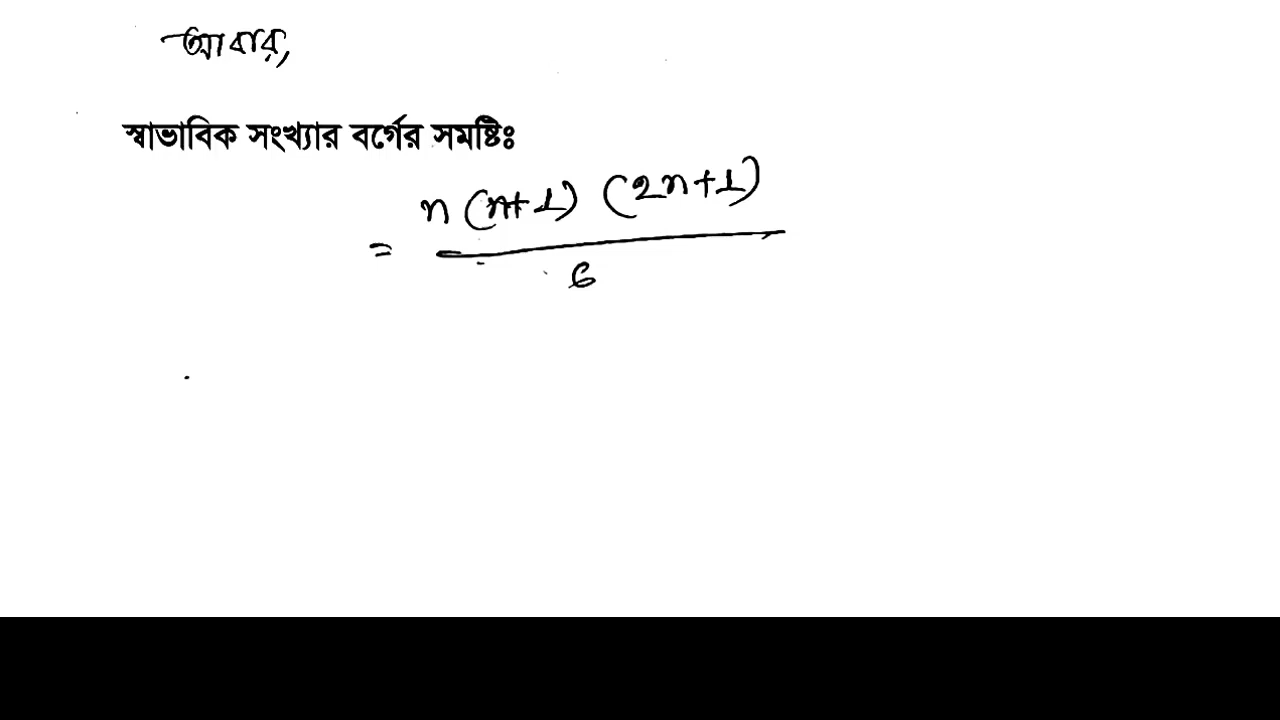 আবার,
স্বাভাবিক সংখ্যার বর্গের সমষ্টিঃ
= n(n+1) (2n+1) / 6